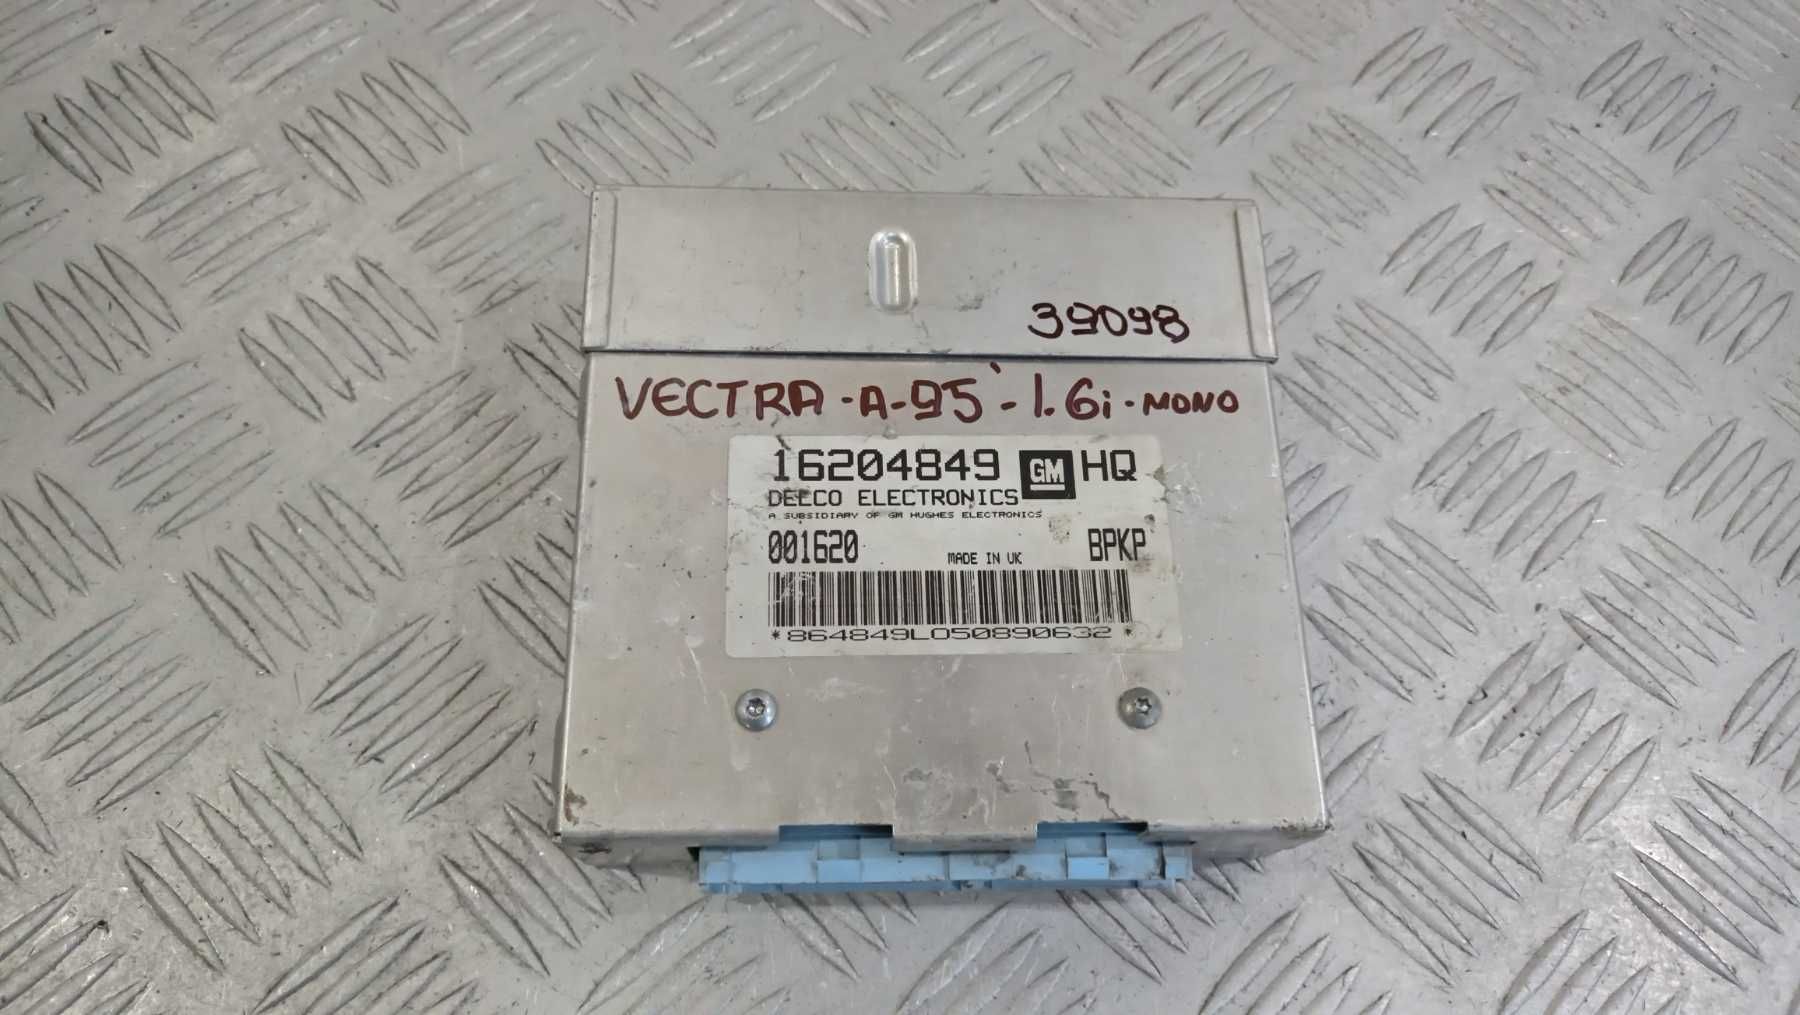 39098
VECTRA-A-95'-1.6i-MONO
16204849 GM HQ
DELCO ELECTRONICS
A SUBSIDIARY OF GM HUGHES ELECTRONICS
001620 MADE IN UK BPKP
*864849L050890632*